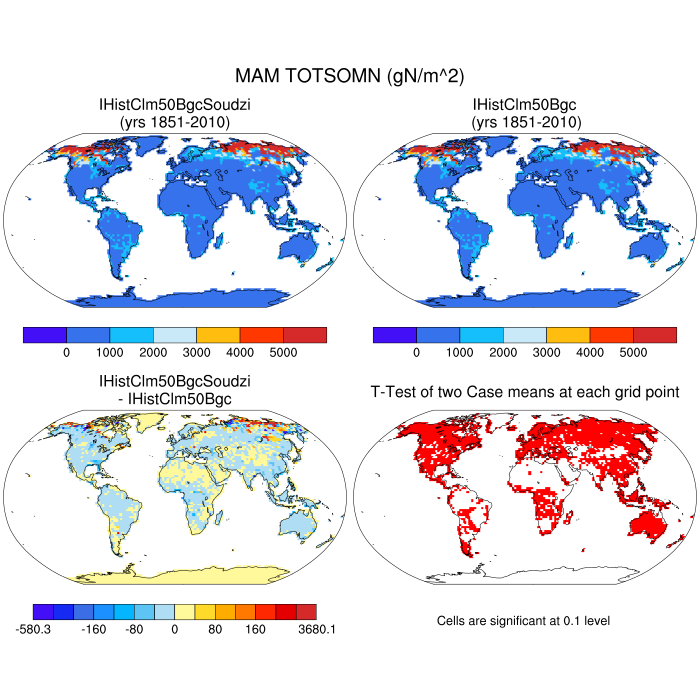 MAM TOTSOMN (gN/m^2)
IHistClm50BgcSoudzi
(yrs 1851-2010)
IHistClm50Bgc
(yrs 1851-2010)
0 1000 2000 3000 4000 5000
0 1000 2000 3000 4000 5000
IHistClm50BgcSoudzi
- IHistClm50Bgc
T-Test of two Case means at each grid point
-580.3 -160 -80 0 80 160 3680.1
Cells are significant at 0.1 level